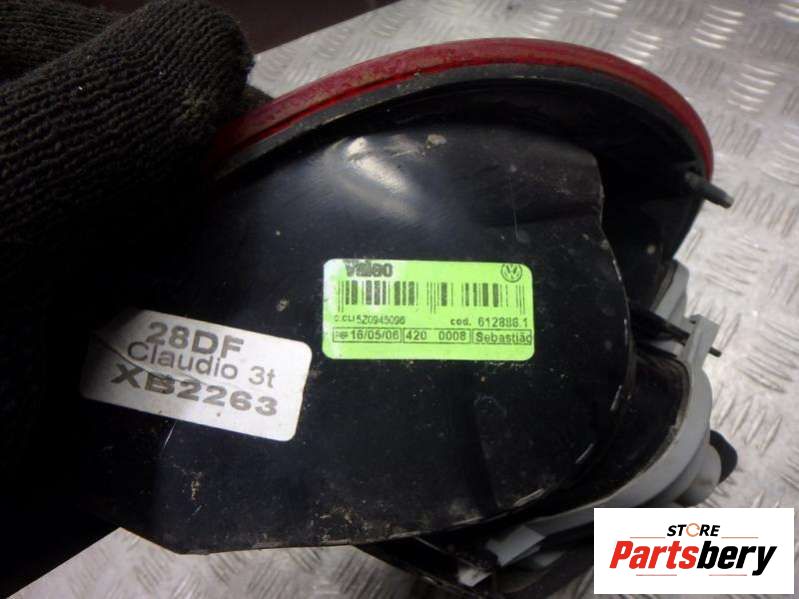 Valeo
C.CLI 5Z0945096 cod. 612886.1
16/05/06 420 0008 Sebastião
28DF
Claudio 3t
XB2263
STORE
Partsbery